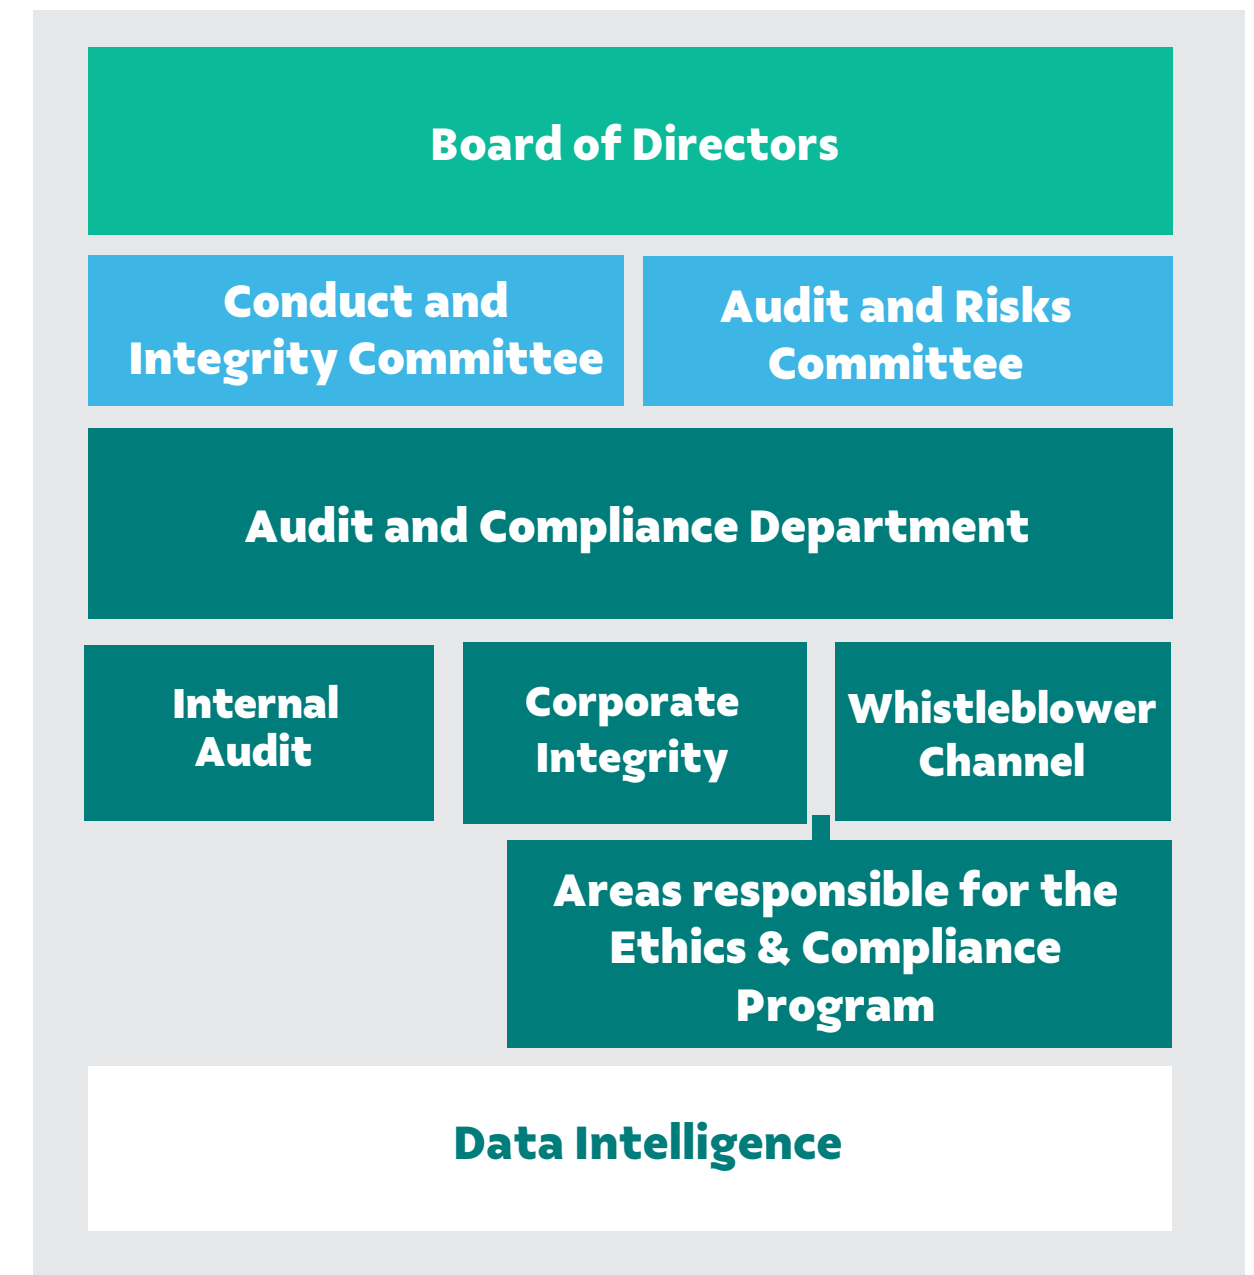 Board of Directors
Conduct and
Integrity Committee
Audit and Risks
Committee
Audit and Compliance Department
Internal
Audit
Corporate
Integrity
Whistleblower
Channel
Areas responsible for the
Ethics & Compliance
Program
Data Intelligence